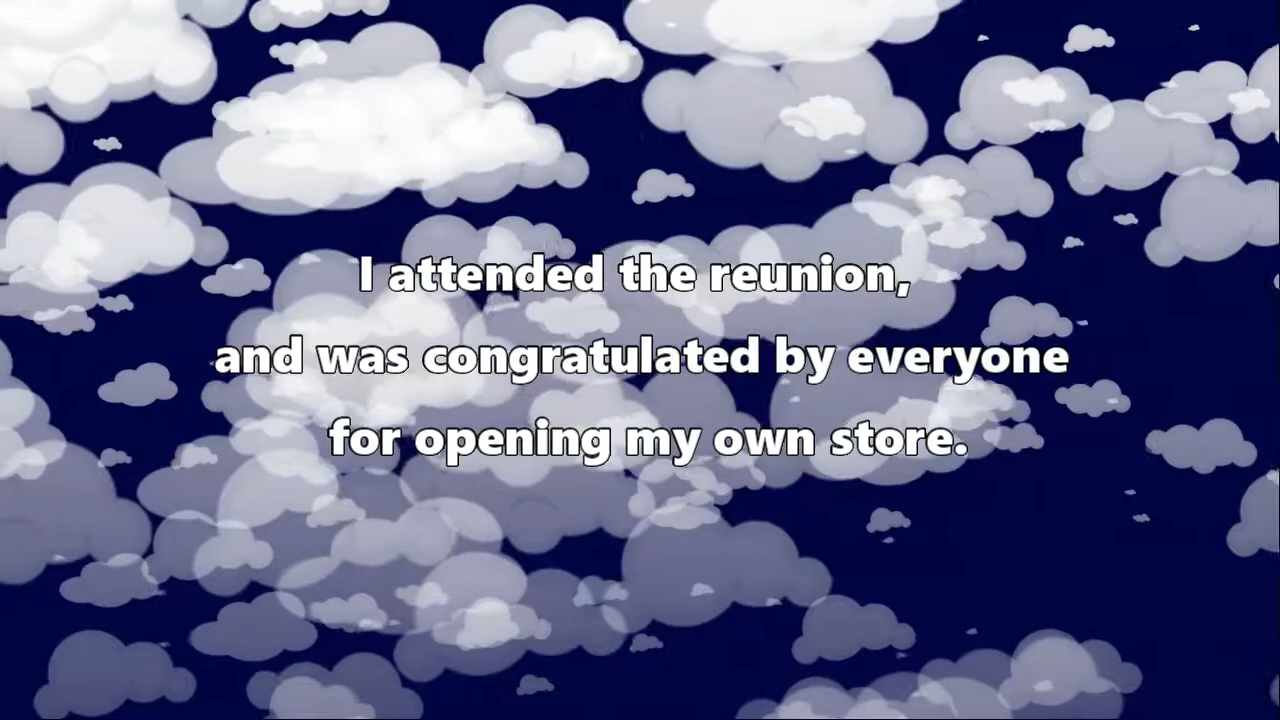 I attended the reunion,
and was congratulated by everyone
for opening my own store.